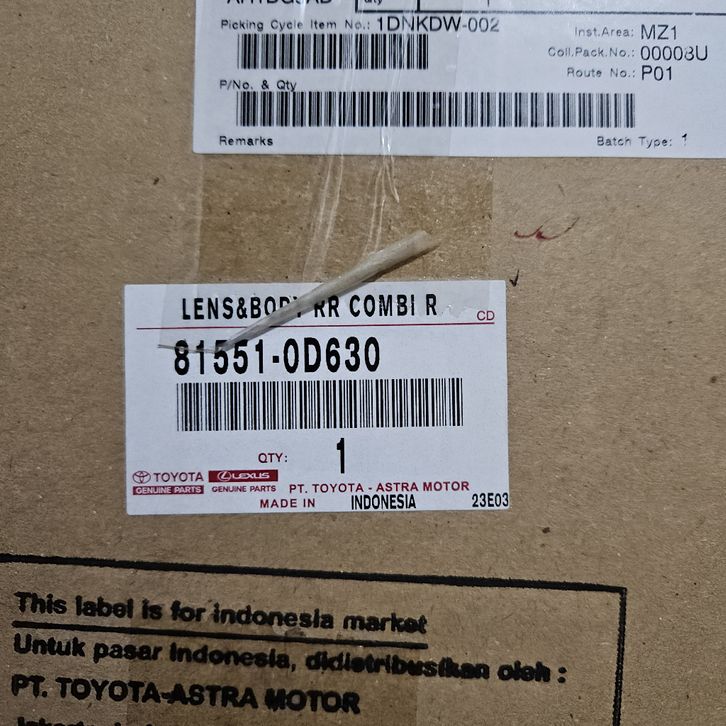 Qty
Picking Cycle Item No.: 1DNKDW-002
Inst.Area: MZ1
Coll.Pack.No.: 00008U
Route No.: P01
P/No. & Qty
Remarks
Batch Type: 1
LENS&BODY RR COMBI R
CD
81551-0D630
QTY: 1
TOYOTA LEXUS
GENUINE PARTS GENUINE PARTS PT. TOYOTA - ASTRA MOTOR
MADE IN INDONESIA 23E03
This label is for indonesia market
Untuk pasar Indonesia, didistribusikan oleh :
PT. TOYOTA-ASTRA MOTOR